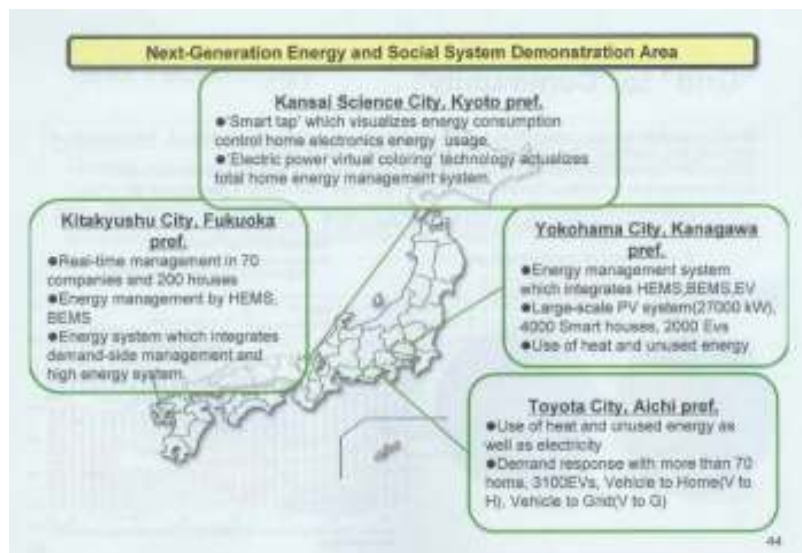 Next-Generation Energy and Social System Demonstration Area
Kansai Science City, Kyoto pref.
●'Smart tap' which visualizes energy consumption
control home electronics energy usage.
●'Electric power virtual coloring' technology actualizes
total home energy management system.
Kitakyushu City, Fukuoka
pref.
●Real-time management in 70
companies and 200 houses
●Energy management by HEMS,
BEMS
●Energy system which integrates
demand-side management and
high energy system.
Yokohama City, Kanagawa
pref.
●Energy management system
which integrates HEMS,BEMS,EV
●Large-scale PV system(27000 kW),
4000 Smart houses, 2000 Evs
●Use of heat and unused energy
Toyota City, Aichi pref.
●Use of heat and unused energy as
well as electricity
●Demand response with more than 70
homs, 3100EVs, Vehicle to Home(V to
H), Vehicle to Grid(V to G)
44